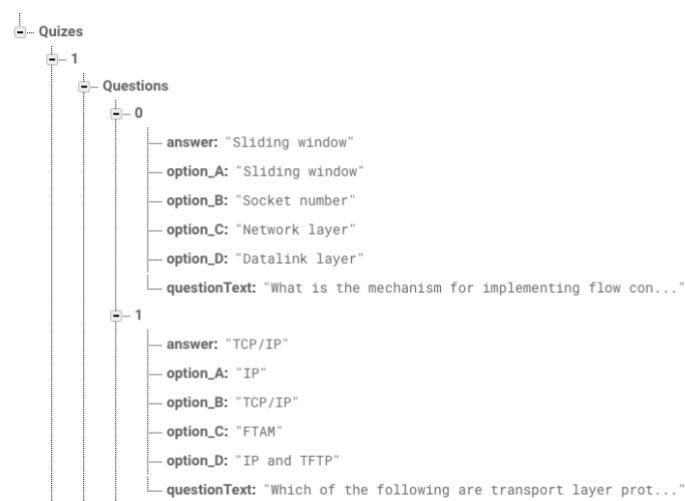 Quizes
1
Questions
0
answer: "Sliding window"
option_A: "Sliding window"
option_B: "Socket number"
option_C: "Network layer"
option_D: "Datalink layer"
questionText: "What is the mechanism for implementing flow con..."
1
answer: "TCP/IP"
option_A: "IP"
option_B: "TCP/IP"
option_C: "FTAM"
option_D: "IP and TFTP"
questionText: "Which of the following are transport layer prot..."